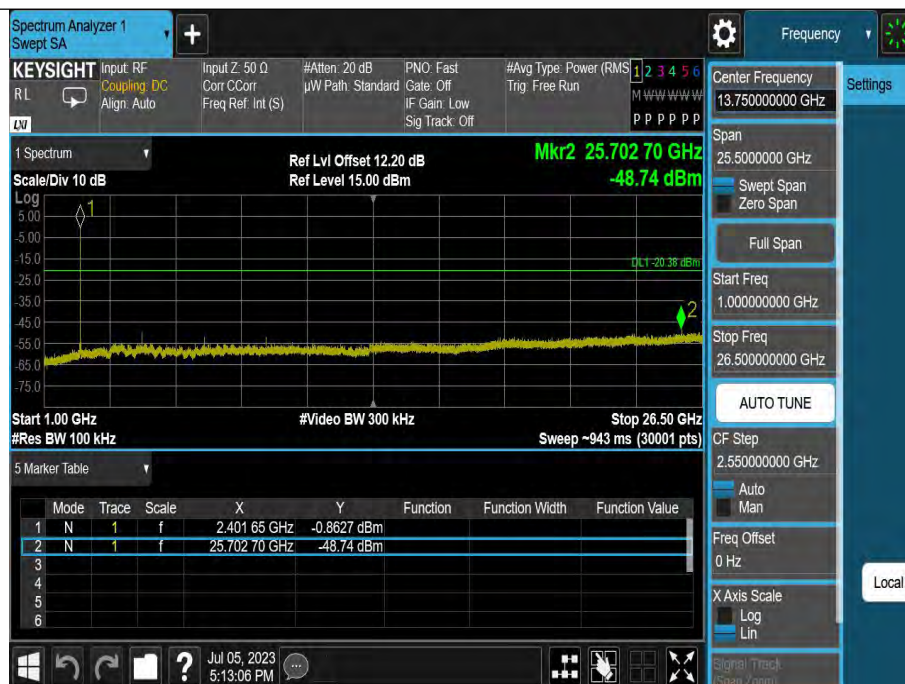 Spectrum Analyzer 1
Swept SA
+
Frequency
KEYSIGHT
RL
LXI
Input: RF
Coupling: DC
Align: Auto
Input Z: 50 Ω
Corr CCorr
Freq Ref: Int (S)
#Atten: 20 dB
µW Path: Standard
PNO: Fast
Gate: Off
IF Gain: Low
Sig Track: Off
#Avg Type: Power (RMS
Trig: Free Run
1 2 3 4 5 6
M W W W W W
P P P P P P
1 Spectrum
Scale/Div 10 dB
Ref Lvl Offset 12.20 dB
Ref Level 15.00 dBm
Mkr2 25.702 70 GHz
-48.74 dBm
Log
5.00
-5.00
-15.0
-25.0
-35.0
-45.0
-55.0
-65.0
-75.0
1
DL1 -20.38 dBm
2
Start 1.00 GHz
#Video BW 300 kHz
Stop 26.50 GHz
#Res BW 100 kHz
Sweep ~943 ms (30001 pts)
5 Marker Table
Mode Trace Scale X Y Function Function Width Function Value
1 N 1 f 2.401 65 GHz -0.8627 dBm
2 N 1 f 25.702 70 GHz -48.74 dBm
3
4
5
6
Jul 05, 2023
5:13:06 PM
Center Frequency
13.750000000 GHz
Settings
Span
25.5000000 GHz
Swept Span
Zero Span
Full Span
Start Freq
1.000000000 GHz
Stop Freq
26.500000000 GHz
AUTO TUNE
CF Step
2.550000000 GHz
Auto
Man
Freq Offset
0 Hz
X Axis Scale
Log
Lin
Local
Signal Track
(Span Zoom)